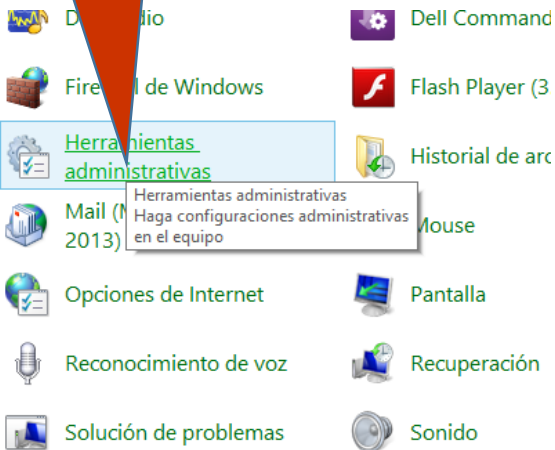 Dell Command
Firewall de Windows
Flash Player (3
Herramientas
administrativas
Historial de arc
Herramientas administrativas
Haga configuraciones administrativas
en el equipo
Mail (
2013)
Mouse
Opciones de Internet
Pantalla
Reconocimiento de voz
Recuperación
Solución de problemas
Sonido